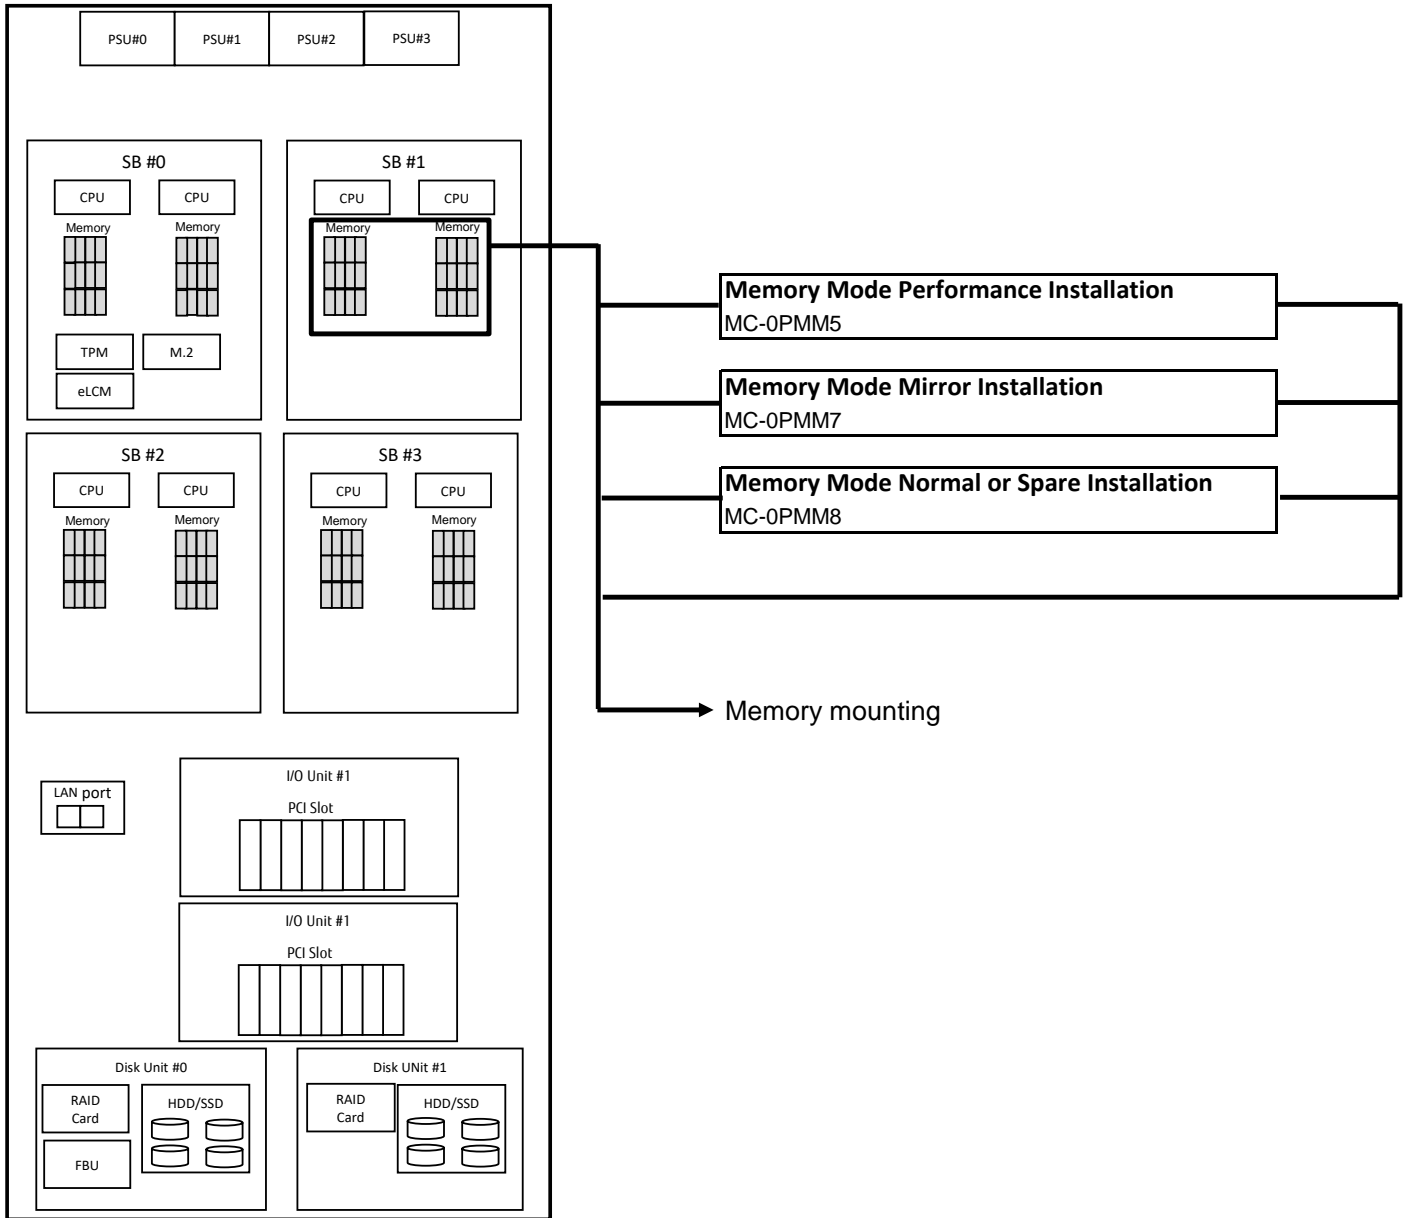 PSU#0 PSU#1 PSU#2 PSU#3
SB #0
CPU CPU
Memory Memory
TPM M.2
eLCM
SB #1
CPU CPU
Memory Memory
SB #2
CPU CPU
Memory Memory
SB #3
CPU CPU
Memory Memory
Memory Mode Performance Installation
MC-0PMM5
Memory Mode Mirror Installation
MC-0PMM7
Memory Mode Normal or Spare Installation
MC-0PMM8
Memory mounting
LAN port
I/O Unit #1
PCI Slot
I/O Unit #1
PCI Slot
Disk Unit #0
RAID
Card
HDD/SSD
FBU
Disk UNit #1
RAID
Card
HDD/SSD